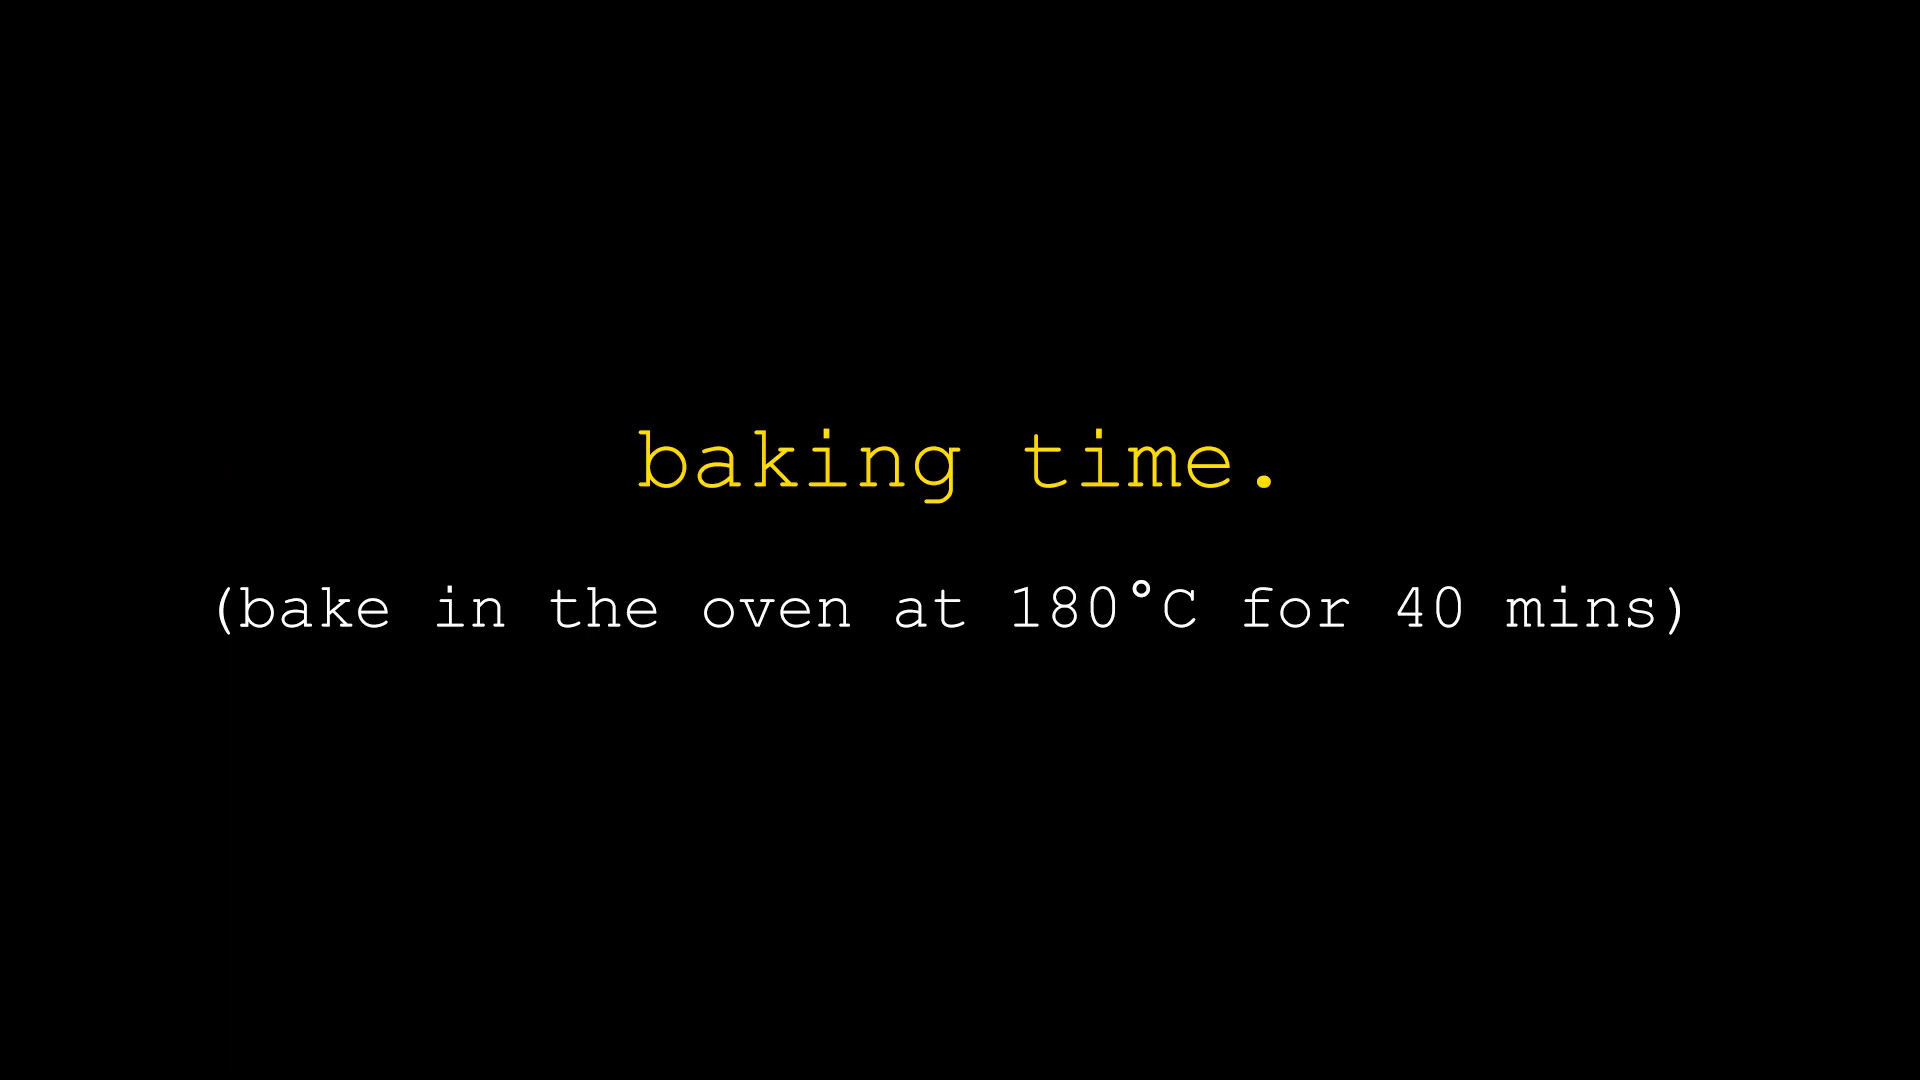 baking time.
(bake in the oven at 180°C for 40 mins)